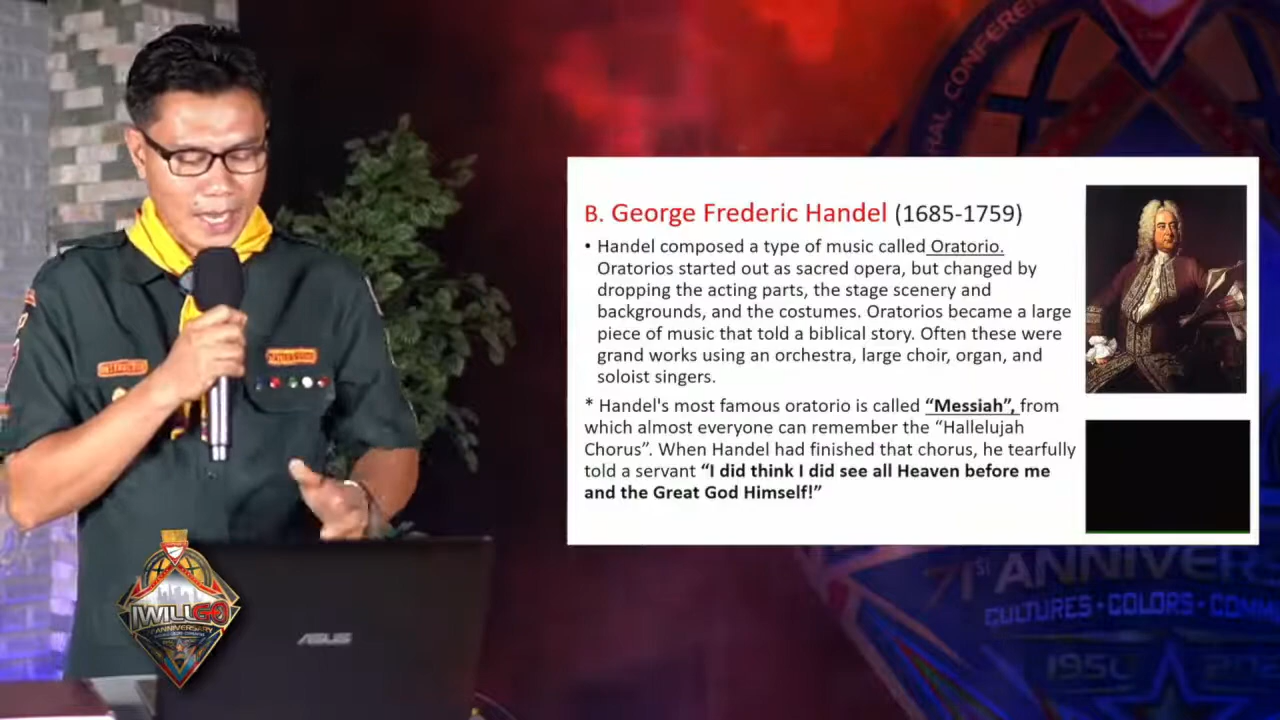 B. George Frederic Handel (1685-1759)
• Handel composed a type of music called Oratorio.
Oratorios started out as sacred opera, but changed by
dropping the acting parts, the stage scenery and
backgrounds, and the costumes. Oratorios became a large
piece of music that told a biblical story. Often these were
grand works using an orchestra, large choir, organ, and
soloist singers.
* Handel's most famous oratorio is called “Messiah”, from
which almost everyone can remember the “Hallelujah
Chorus”. When Handel had finished that chorus, he tearfully
told a servant “I did think I did see all Heaven before me
and the Great God Himself!”
IWILLGO
ANNIVERSARY
ASUS
71ST ANNIVERS
CULTURES • COLORS • COMM
1950